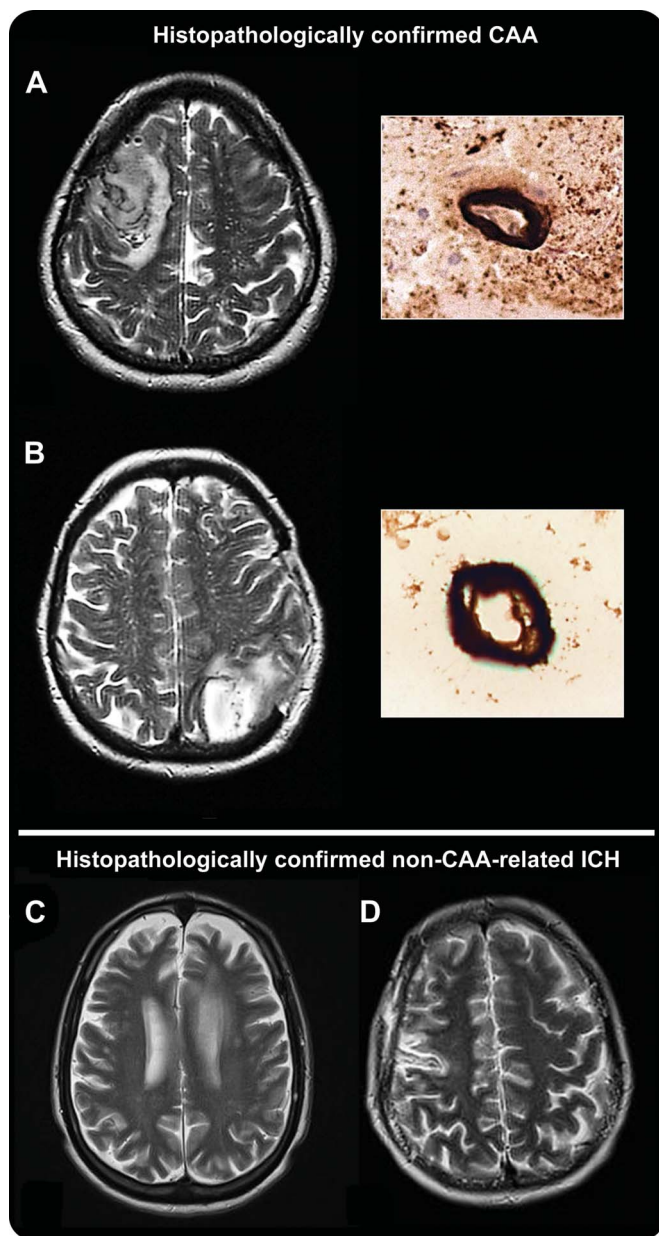 Histopathologically confirmed CAA
A
B
Histopathologically confirmed non-CAA-related ICH
C
D